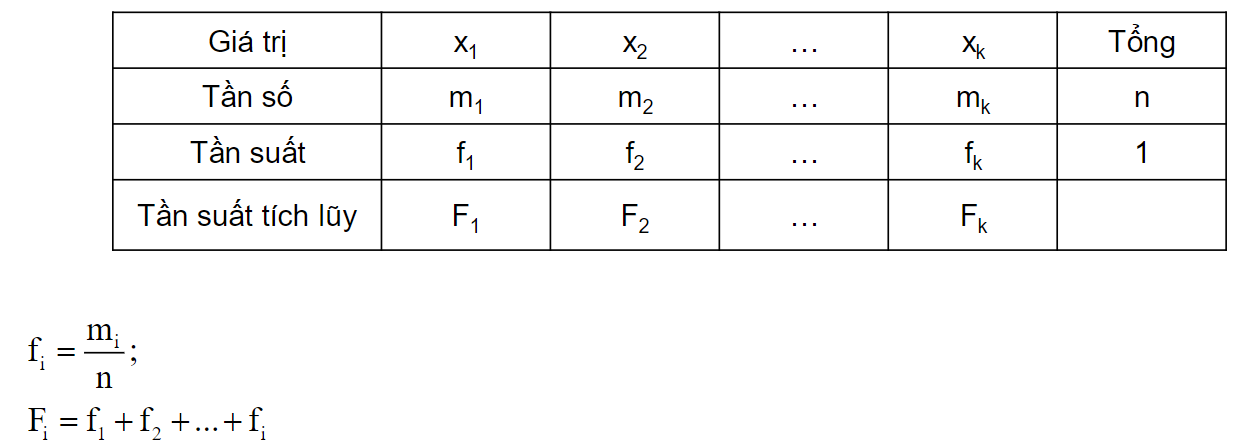 Giá trị x₁ x₂ … xₖ Tổng
Tần số m₁ m₂ … mₖ n
Tần suất f₁ f₂ … fₖ 1
Tần suất tích lũy F₁ F₂ … Fₖ
fᵢ = mᵢ/n;
Fᵢ = f₁ + f₂ + ... + fᵢ